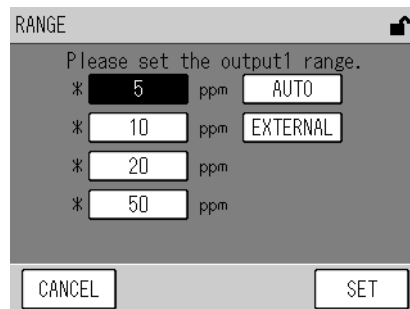 RANGE
Please set the output1 range.
* 5 ppm AUTO
* 10 ppm EXTERNAL
* 20 ppm
* 50 ppm
CANCEL SET